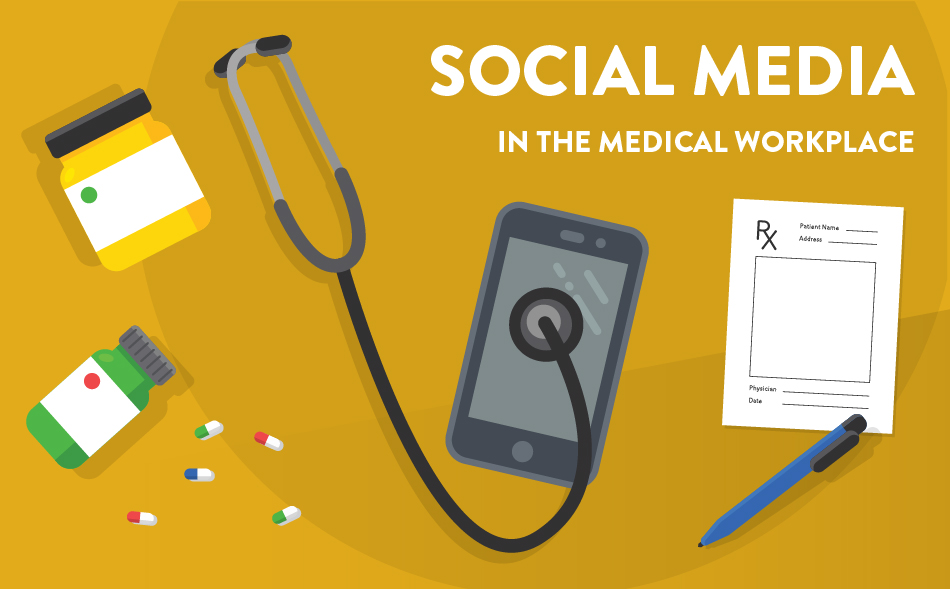 SOCIAL MEDIA
IN THE MEDICAL WORKPLACE
Rx
Patient Name
Address
Physician
Date